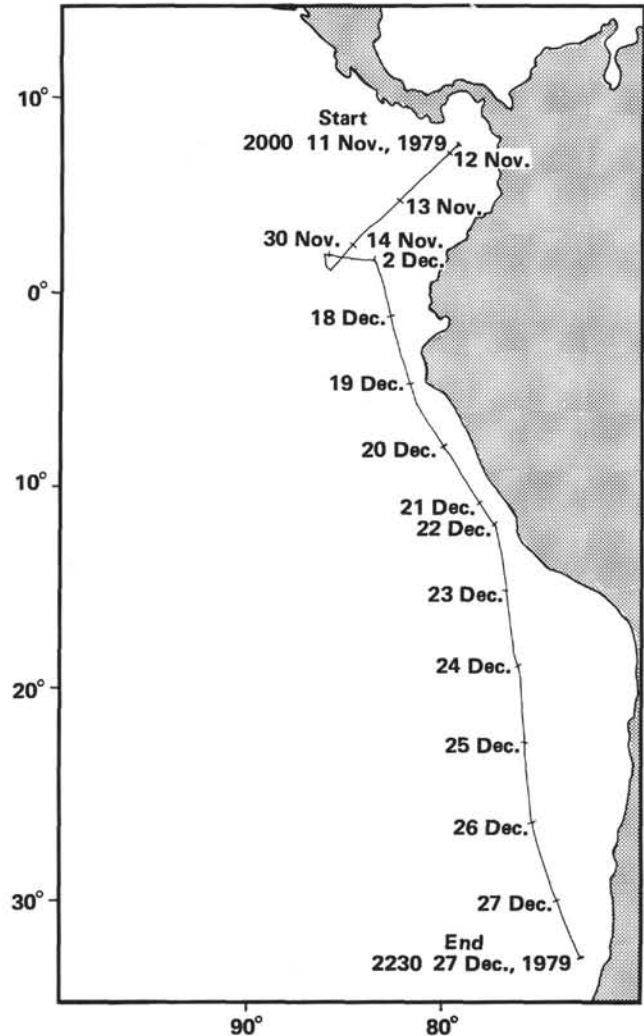 10°
Start
2000 11 Nov., 1979
12 Nov.
13 Nov.
30 Nov.
14 Nov.
2 Dec.
0°
18 Dec.
19 Dec.
20 Dec.
10°
21 Dec.
22 Dec.
23 Dec.
24 Dec.
20°
25 Dec.
26 Dec.
30°
27 Dec.
End
2230 27 Dec., 1979
90°
80°